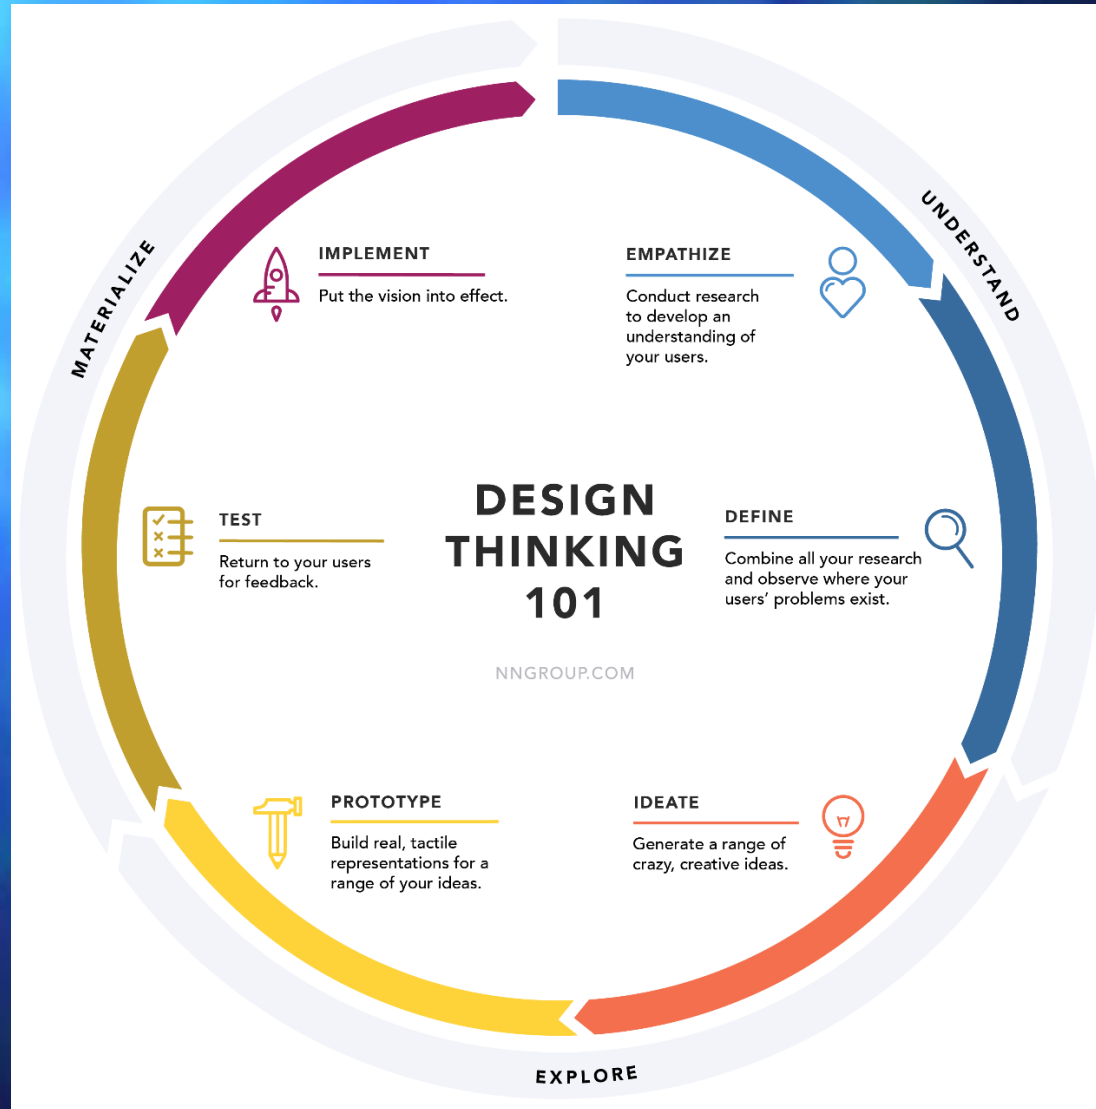 UNDERSTAND
EMPATHIZE
Conduct research
to develop an
understanding of
your users.
DEFINE
Combine all your research
and observe where your
users’ problems exist.
EXPLORE
IDEATE
Generate a range of
crazy, creative ideas.
PROTOTYPE
Build real, tactile
representations for a
range of your ideas.
MATERIALIZE
TEST
Return to your users
for feedback.
IMPLEMENT
Put the vision into effect.
DESIGN
THINKING
101
NNGROUP.COM